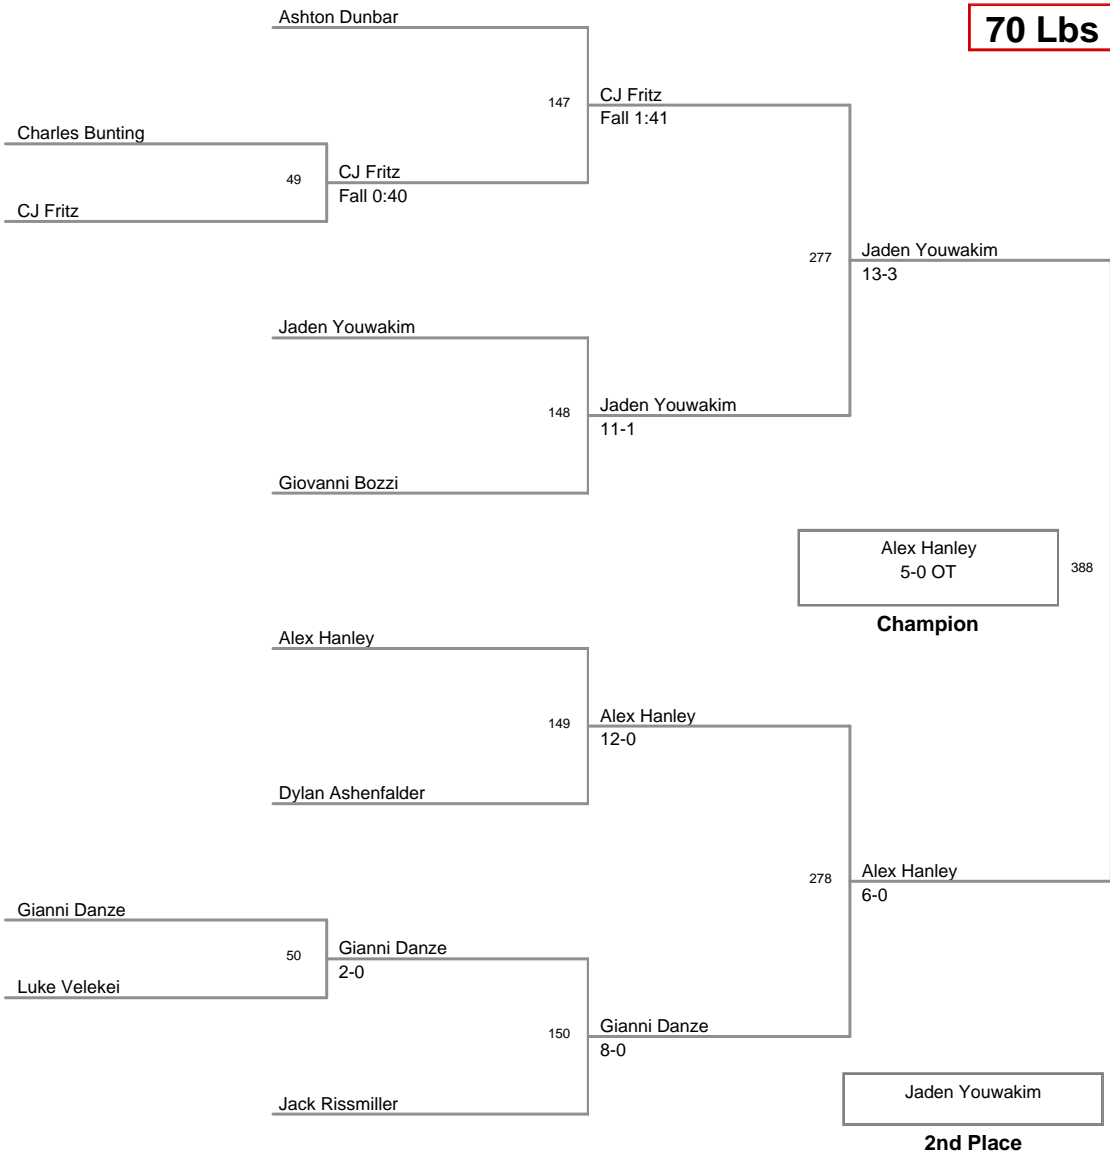 Ashton Dunbar
70 Lbs
147
CJ Fritz
Fall 1:41
Charles Bunting
49
CJ Fritz
Fall 0:40
CJ Fritz
277
Jaden Youwakim
13-3
Jaden Youwakim
148
Jaden Youwakim
11-1
Giovanni Bozzi
Alex Hanley
5-0 OT
388
Champion
Alex Hanley
149
Alex Hanley
12-0
Dylan Ashenfalder
278
Alex Hanley
6-0
Gianni Danze
50
Gianni Danze
2-0
Luke Velekei
150
Gianni Danze
8-0
Jack Rissmiller
Jaden Youwakim
2nd Place